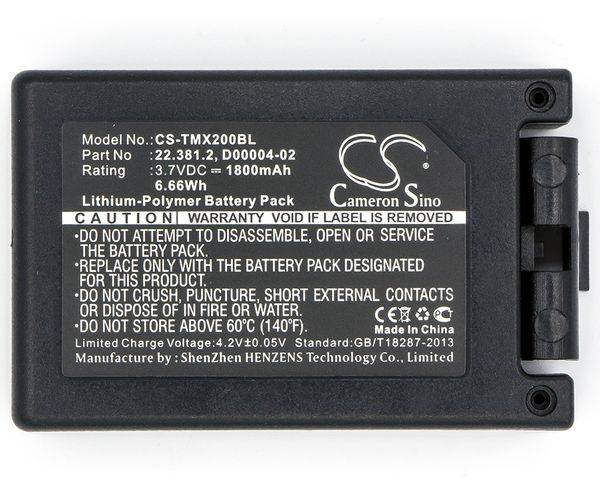 Model No. : CS-TMX200BL
Part No : 22.381.2, D00004-02
Rating : 3.7VDC ⎓ 1800mAh
6.66Wh
Lithium-Polymer Battery Pack
CS
Cameron Sino
CAUTION WARRANTY VOID IF LABEL IS REMOVED
*DO NOT ATTEMPT TO DISASSEMBLE, OPEN OR SERVICE
THE BATTERY PACK.
*REPLACE ONLY WITH THE BATTERY PACK DESIGNATED
FOR THIS PRODUCT.
*DO NOT CRUSH, PUNCTURE, SHORT EXTERNAL CONTACTS
OR DISPOSE OF IN FIRE OR WATER.
*DO NOT STORE ABOVE 60℃ (140℉).
Made In China
Limited Charge Voltage:4.2V±0.05V Standard:GB/T18287-2013
Manufacture by : ShenZhen HENZENS Technology Co., Limited